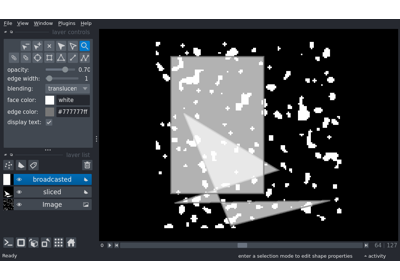 File View Window Plugins Help
layer controls
opacity: 0.70
edge width: 1
blending: translucen
face color: white
edge color: #777777ff
display text:
layer list
broadcasted
sliced
Image
0 64 127
Ready enter a selection mode to edit shape properties activity